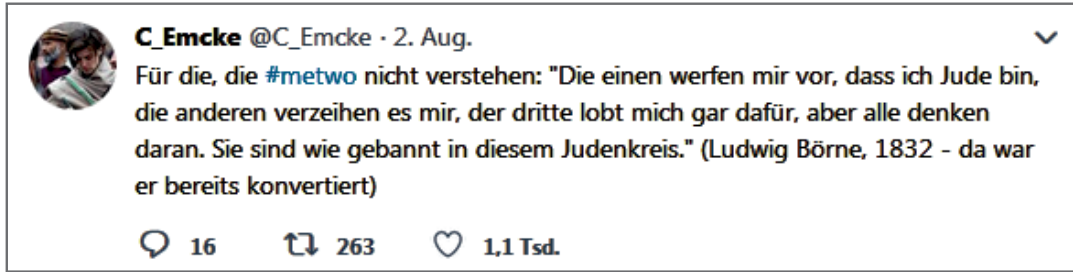 C_Emcke @C_Emcke · 2. Aug.
Für die, die #metwo nicht verstehen: "Die einen werfen mir vor, dass ich Jude bin,
die anderen verzeihen es mir, der dritte lobt mich gar dafür, aber alle denken
daran. Sie sind wie gebannt in diesem Judenkreis." (Ludwig Börne, 1832 - da war
er bereits konvertiert)
16 263 1,1 Tsd.